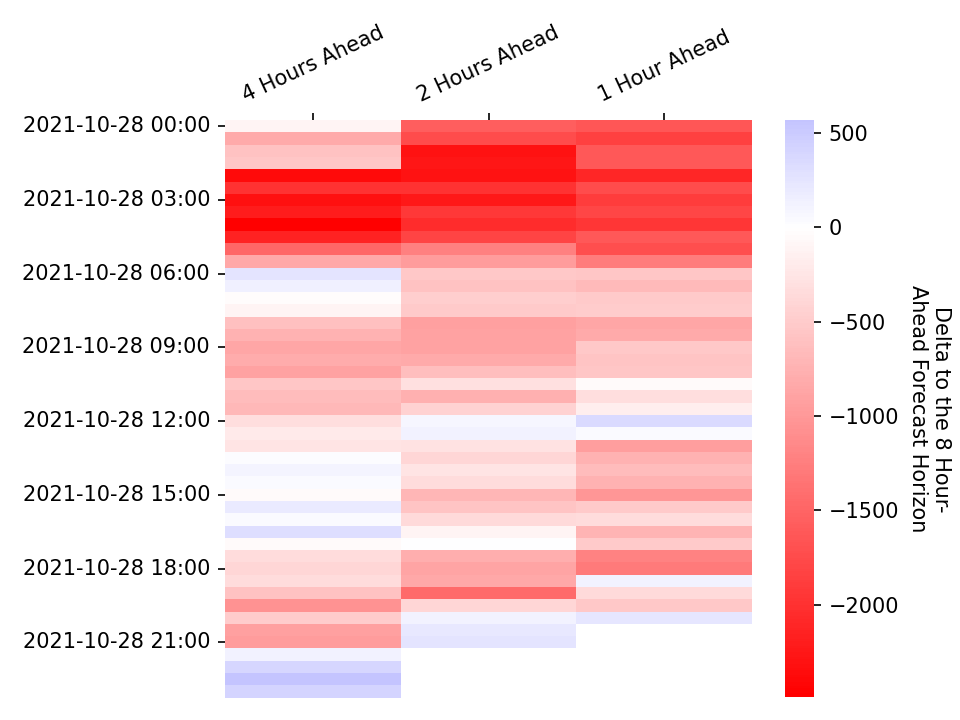 4 Hours Ahead
2 Hours Ahead
1 Hour Ahead
2021-10-28 00:00
2021-10-28 03:00
2021-10-28 06:00
2021-10-28 09:00
2021-10-28 12:00
2021-10-28 15:00
2021-10-28 18:00
2021-10-28 21:00
500
0
−500
−1000
−1500
−2000
Delta to the 8 Hour-
Ahead Forecast Horizon